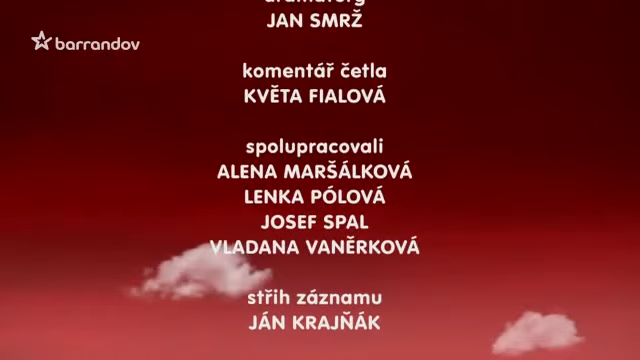 dramaturg
JAN SMRŽ
barrandov
komentář četla
KVĚTA FIALOVÁ
spolupracovali
ALENA MARŠÁLKOVÁ
LENKA PÓLOVÁ
JOSEF SPAL
VLADANA VANĚRKOVÁ
střih záznamu
JÁN KRAJŇÁK